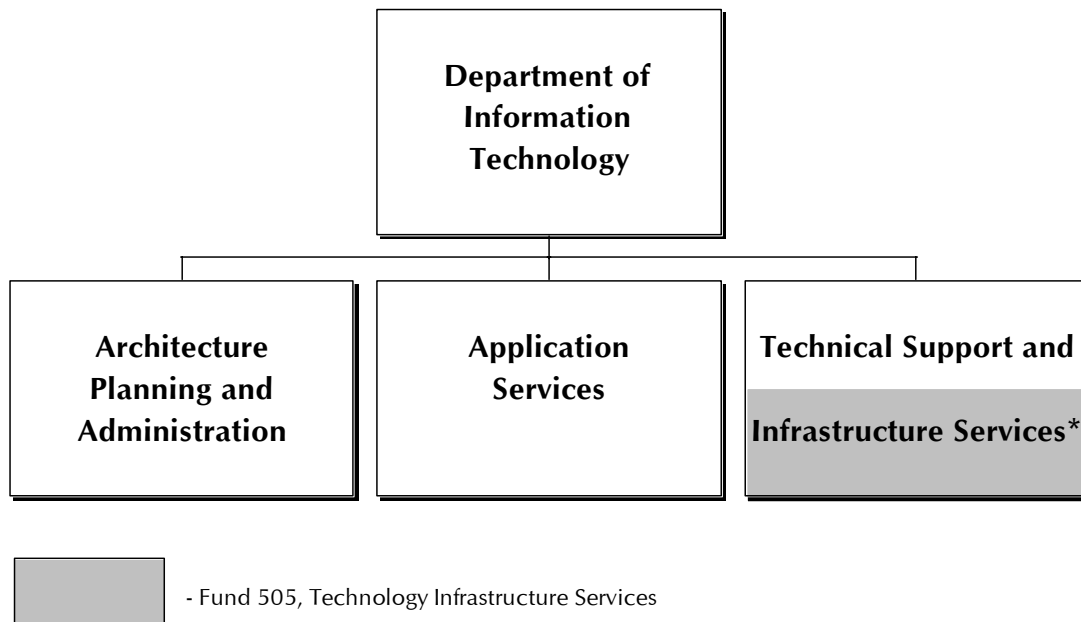 Department of
Information
Technology
Architecture
Planning and
Administration
Application
Services
Technical Support and
Infrastructure Services*
- Fund 505, Technology Infrastructure Services